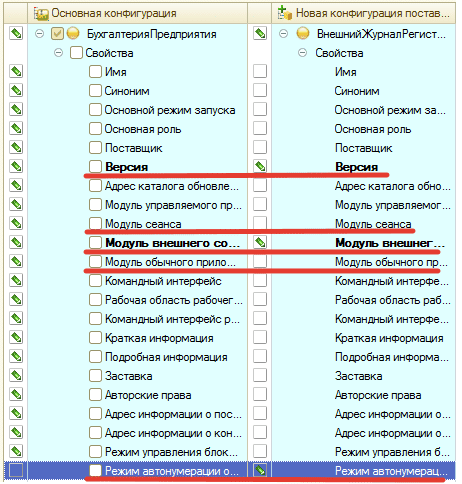 Основная конфигурация Новая конфигурация постав...
БухгалтерияПредприятия ВнешнийЖурналРегист...
Свойства Свойства
Имя Имя
Синоним Синоним
Основной режим запуска Основной режим за...
Основная роль Основная роль
Поставщик Поставщик
Версия Версия
Адрес каталога обновле... Адрес каталога обно...
Модуль управляемого пр... Модуль управляемог...
Модуль сеанса Модуль сеанса
Модуль внешнего со... Модуль внешнег...
Модуль обычного прило... Модуль обычного пр...
Командный интерфейс Командный интерфе...
Рабочая область рабочег... Рабочая область раб...
Командный интерфейс р... Командный интерфе...
Краткая информация Краткая информация
Подробная информация Подробная информа...
Заставка Заставка
Авторские права Авторские права
Адрес информации о пос... Адрес информации о...
Адрес информации о кон... Адрес информации о...
Режим управления блок... Режим управления б...
Режим автонумерации о... Режим автонумерац...